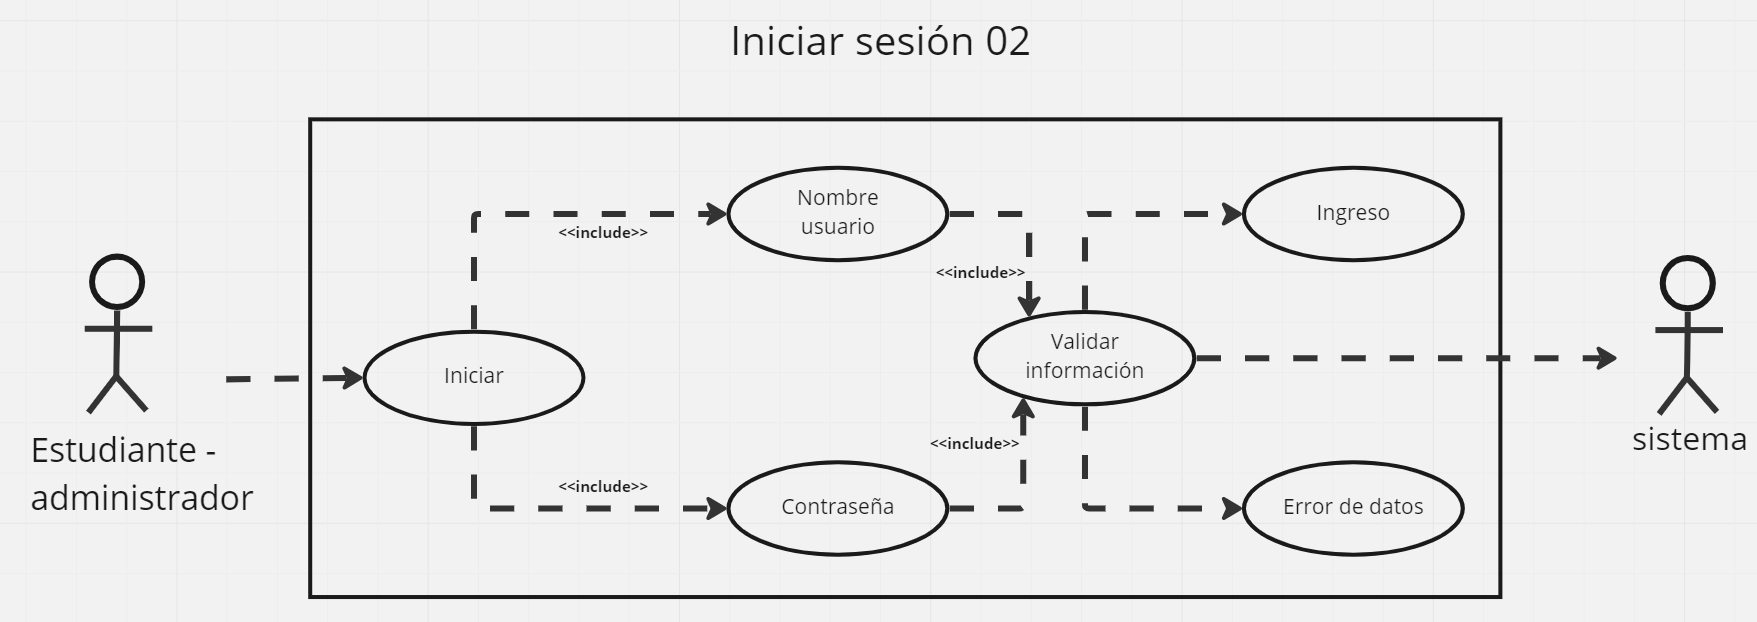 Iniciar sesión 02
Nombre
usuario
Ingreso
<<include>>
<<include>>
Validar
información
Iniciar
<<include>>
Estudiante -
administrador
sistema
<<include>>
Contraseña
Error de datos